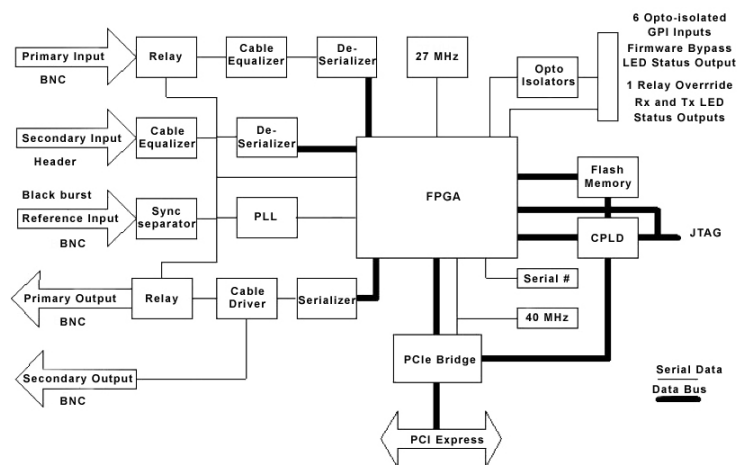 6 Opto-isolated
GPI Inputs
Firmware Bypass
LED Status Output
1 Relay Overrride
Rx and Tx LED
Status Outputs
Primary Input
BNC
Relay
Cable
Equalizer
De-
Serializer
27 MHz
Opto
Isolators
Secondary Input
Header
Cable
Equalizer
De-
Serializer
FPGA
Flash
Memory
Black burst
Reference Input
BNC
Sync
separator
PLL
CPLD
JTAG
Primary Output
BNC
Relay
Cable
Driver
Serializer
Serial #
40 MHz
PCIe Bridge
Secondary Output
BNC
Serial Data
Data Bus
PCI Express